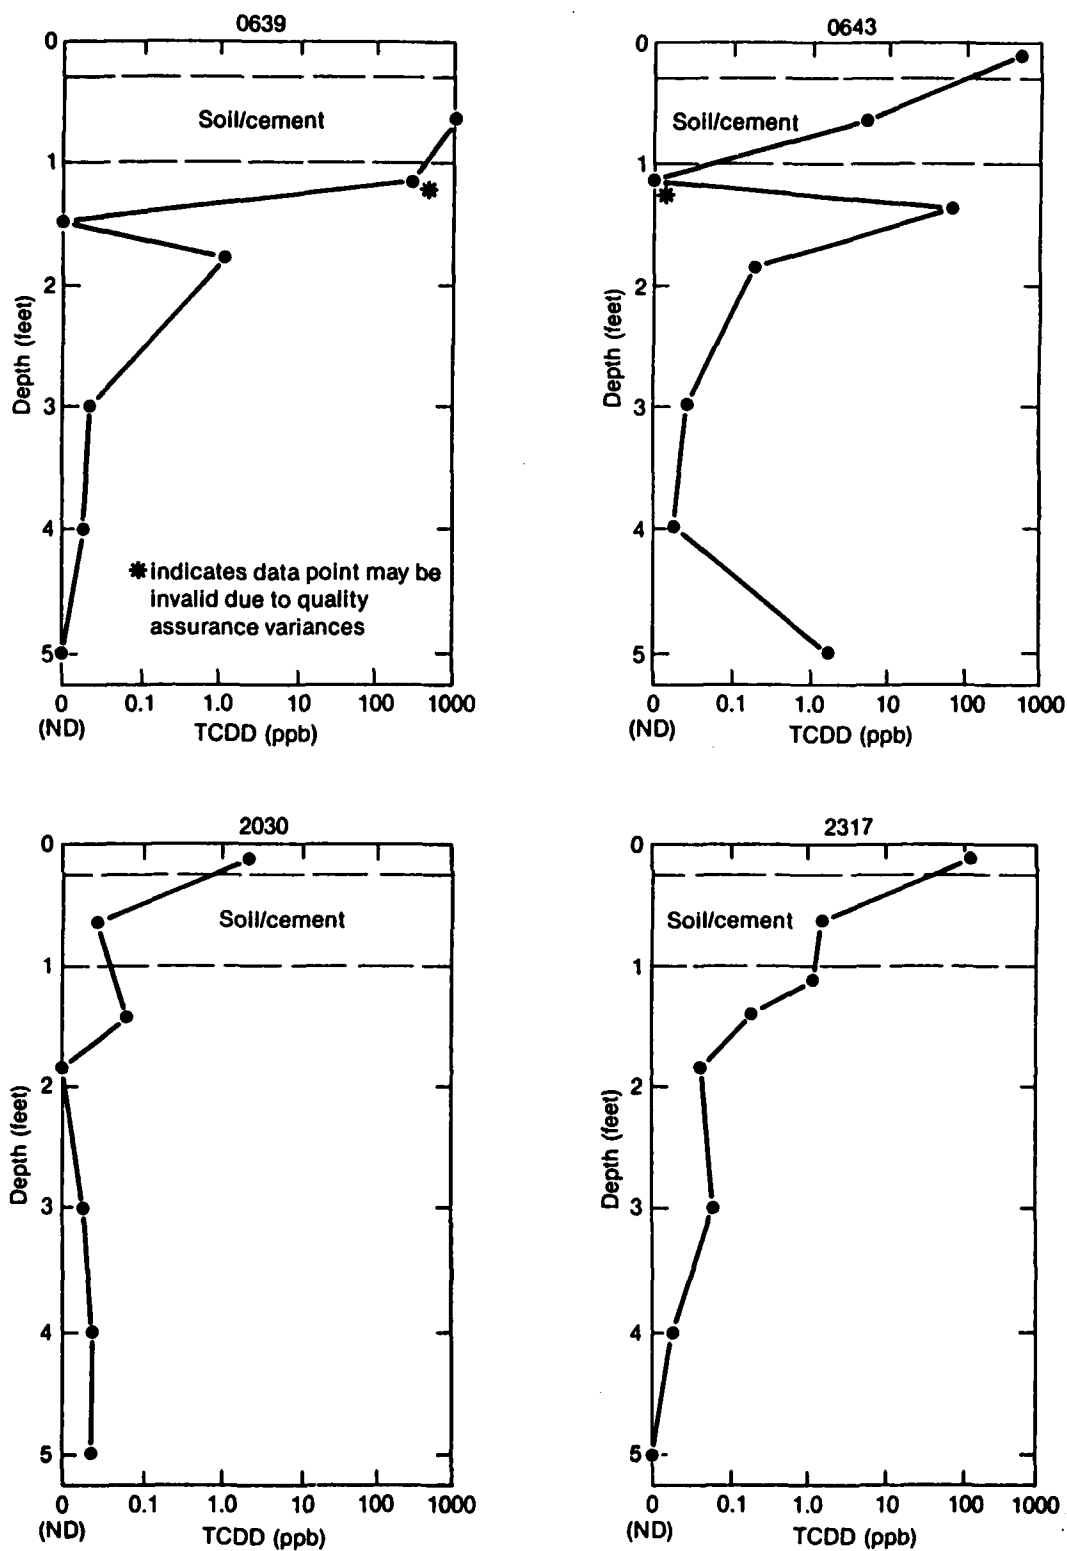 0639
0
1
2
3
4
5
Depth (feet)
Soil/cement
*
* indicates data point may be
invalid due to quality
assurance variances
0 0.1 1.0 10 100 1000
(ND)
TCDD (ppb)
0643
0
1
2
3
4
5
Depth (feet)
Soil/cement
*
0 0.1 1.0 10 100 1000
(ND)
TCDD (ppb)
2030
0
1
2
3
4
5
Depth (feet)
Soil/cement
0 0.1 1.0 10 100 1000
(ND)
TCDD (ppb)
2317
0
1
2
3
4
5
Depth (feet)
Soil/cement
0 0.1 1.0 10 100 1000
(ND)
TCDD (ppb)